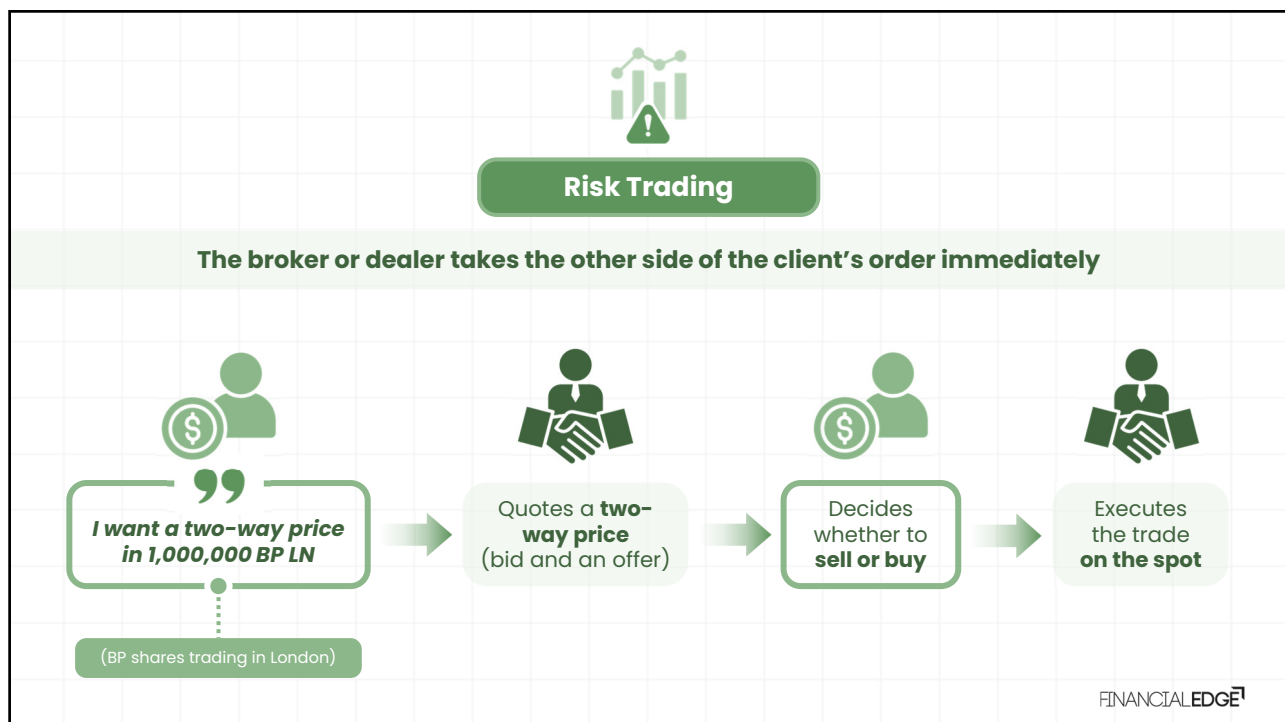 Risk Trading
The broker or dealer takes the other side of the client's order immediately
I want a two-way price
in 1,000,000 BP LN
(BP shares trading in London)
Quotes a two-
way price
(bid and an offer)
Decides
whether to
sell or buy
Executes
the trade
on the spot
FINANCIALEDGE